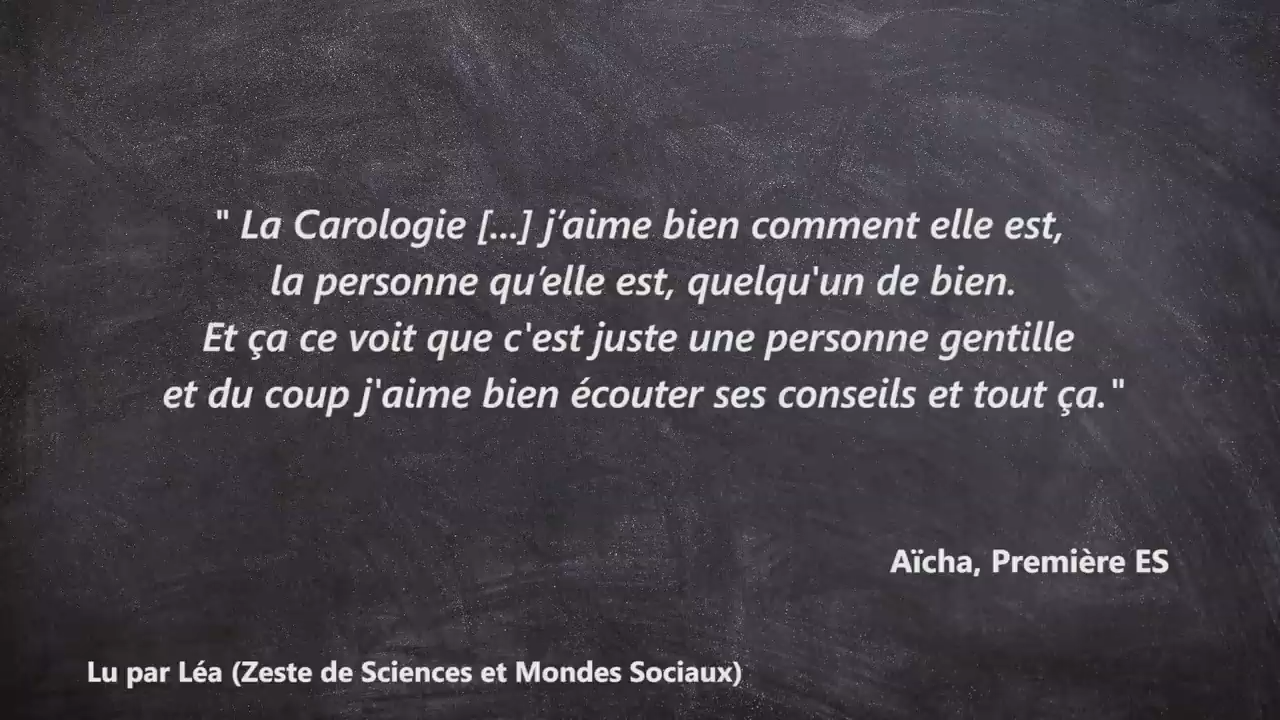 " La Carologie [...] j’aime bien comment elle est,
la personne qu’elle est, quelqu'un de bien.
Et ça ce voit que c'est juste une personne gentille
et du coup j'aime bien écouter ses conseils et tout ça."
Aïcha, Première ES
Lu par Léa (Zeste de Sciences et Mondes Sociaux)